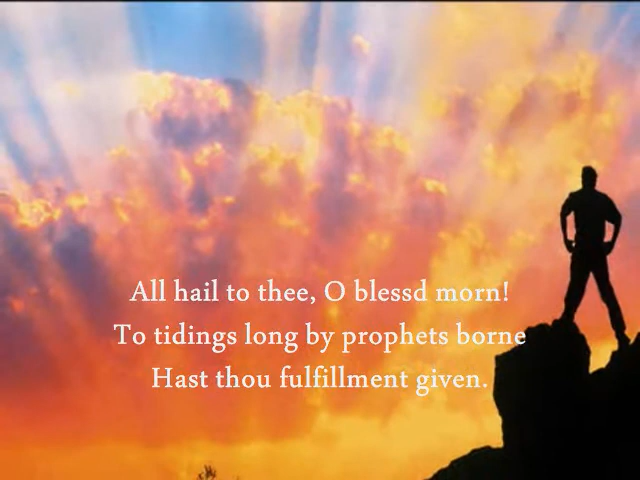 All hail to thee, O blessd morn!
To tidings long by prophets borne
Hast thou fulfillment given.